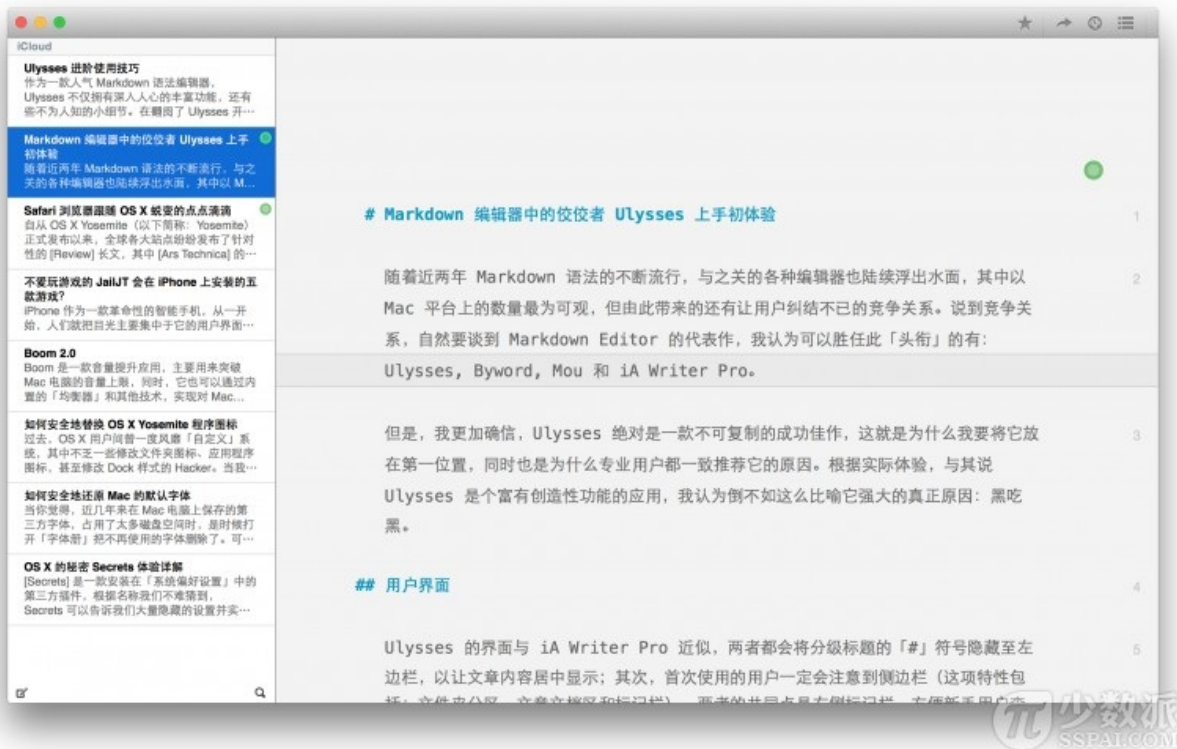 iCloud
Ulysses 进阶使用技巧
作为一款人气 Markdown 语法编辑器，
Ulysses 不仅拥有深入人心的丰富功能，还有
些不为人知的小细节。在翻阅了 Ulysses 开…
Markdown 编辑器中的佼佼者 Ulysses 上手
初体验
随着近两年 Markdown 语法的不断流行，与之
关的各种编辑器也陆续浮出水面，其中以 M...
Safari 浏览器跟随 OS X 蜕变的点点滴滴
自从 OS X Yosemite（以下简称：Yosemite）
正式发布以来，全球各大站点纷纷发布了针对
性的 [Review] 长文，其中 [Ars Technica] 的…
不爱玩游戏的 JailJT 会在 iPhone 上安装的五
款游戏？
iPhone 作为一款革命性的智能手机，从一开
始，人们就把目光主要集中于它的用户界面…
Boom 2.0
Boom 是一款音量提升应用，主要用来突破
Mac 电脑的音量上限，同时，它也可以通过内
置的「均衡器」和其他技术，实现对 Mac...
如何安全地替换 OS X Yosemite 程序图标
过去，OS X 用户间曾一度风靡「自定义」系
统，其中不乏一些修改文件夹图标、应用程序
图标，甚至修改 Dock 样式的 Hacker。当我…
如何安全地还原 Mac 的默认字体
当你觉得，近几年来在 Mac 电脑上保存的第
三方字体，占用了太多磁盘空间时，是时候打
开「字体册」把不再使用的字体删除了。可…
OS X 的秘密 Secrets 体验详解
[Secrets] 是一款安装在「系统偏好设置」中的
第三方插件，根据名称我们不难猜到，
Secrets 可以告诉我们大量隐藏的设置并实…
# Markdown 编辑器中的佼佼者 Ulysses 上手初体验 1
随着近两年 Markdown 语法的不断流行，与之关的各种编辑器也陆续浮出水面，其中以 2
Mac 平台上的数量最为可观，但由此带来的还有让用户纠结不已的竞争关系。说到竞争关
系，自然要谈到 Markdown Editor 的代表作，我认为可以胜任此「头衔」的有：
Ulysses, Byword, Mou 和 iA Writer Pro。
但是，我更加确信，Ulysses 绝对是一款不可复制的成功佳作，这就是为什么我要将它放 3
在第一位置，同时也是为什么专业用户都一致推荐它的原因。根据实际体验，与其说
Ulysses 是个富有创造性功能的应用，我认为倒不如这么比喻它强大的真正原因：黑吃
黑。
## 用户界面 4
Ulysses 的界面与 iA Writer Pro 近似，两者都会将分级标题的「#」符号隐藏至左 5
边栏，以让文章内容居中显示；其次，首次使用的用户一定会注意到侧边栏（这项特性包
括：文件夹分区、文章文档区和标记栏），两者的共同点是左侧标记栏，方便新手用户查
少数派
SSPAI.COM